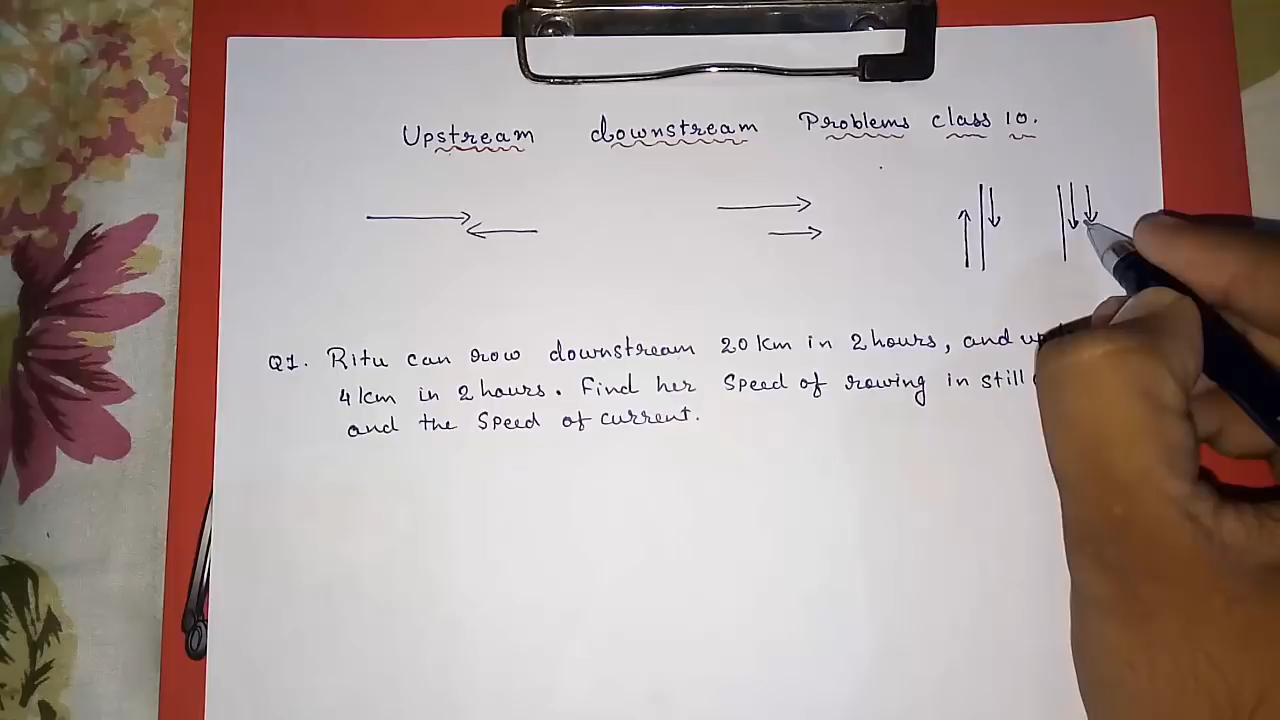 Upstream downstream Problems class 10.
Q1. Ritu can row downstream 20 km in 2 hours, and
4 km in 2 hours. Find her Speed of rowing in still
and the Speed of current.